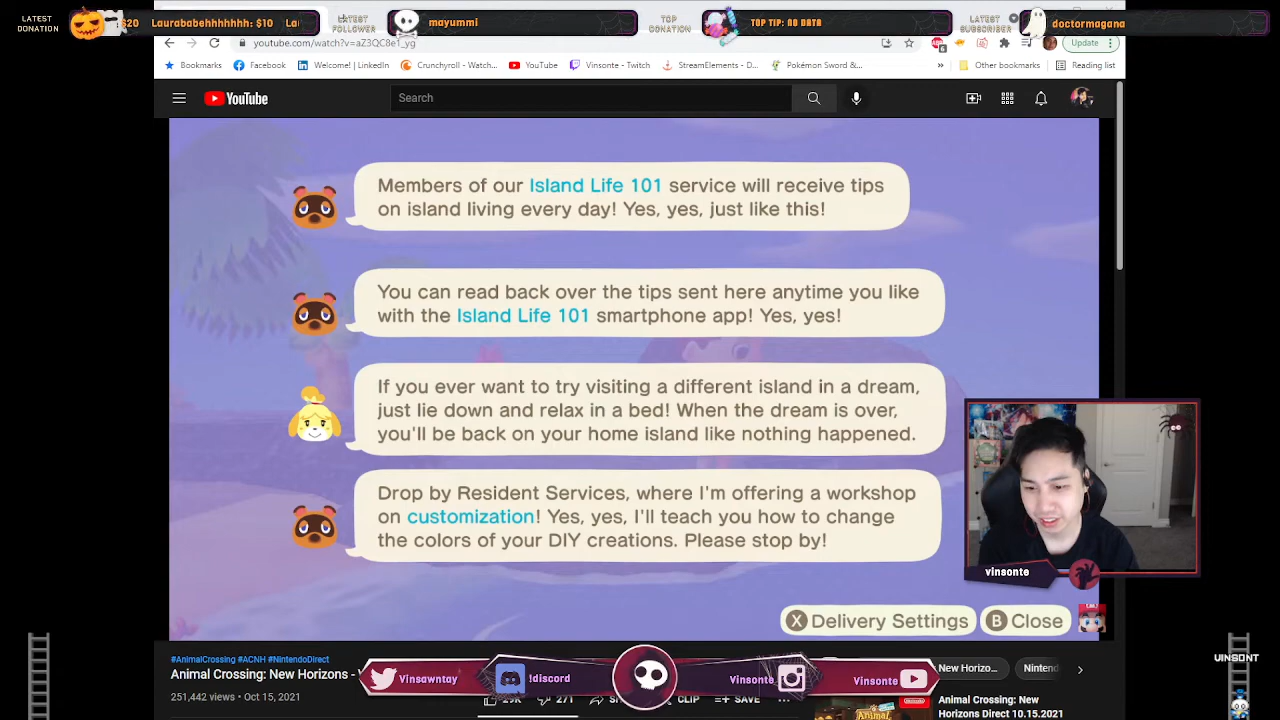 LATEST DONATION
$20 Laurababehhhhhhh: $10
LATEST FOLLOWER
mayummi
TOP DONATION
TOP TIP: NO DATA
LATEST SUBSCRIBER
doctormagana
youtube.com/watch?v=aZ3QC8e1_yg
Update
Bookmarks Facebook Welcome! | LinkedIn Crunchyroll - Watch... YouTube Vinsonte - Twitch StreamElements - D... Pokémon Sword &... » Other bookmarks Reading list
YouTube
Search
Members of our Island Life 101 service will receive tips
on island living every day! Yes, yes, just like this!
You can read back over the tips sent here anytime you like
with the Island Life 101 smartphone app! Yes, yes!
If you ever want to try visiting a different island in a dream,
just lie down and relax in a bed! When the dream is over,
you'll be back on your home island like nothing happened.
Drop by Resident Services, where I'm offering a workshop
on customization! Yes, yes, I'll teach you how to change
the colors of your DIY creations. Please stop by!
vinsonte
X Delivery Settings B Close
#AnimalCrossing #ACNH #NintendoDirect
Animal Crossing: New Horizons -
251,442 views • Oct 15, 2021
Vinsawntay
!discord
Vinsonte
Vinsonte
New Horizo...
Nintend
VINSONT
29K 271 CLIP SAVE
Animal Crossing: New
Horizons Direct 10.15.2021